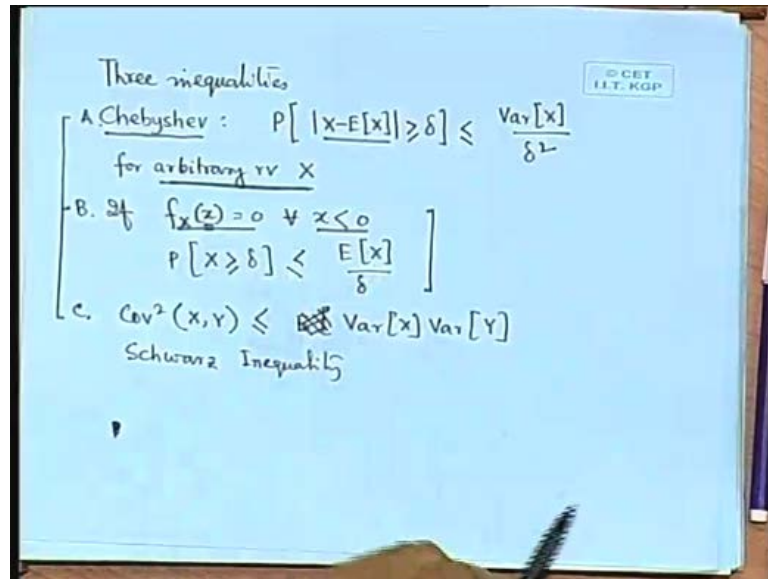 Three inequalities
© CET
I.I.T. KGP
A. Chebyshev : P[ |X-E[X]| ≥ δ] ≤ Var[X]/δ²
for arbitrary rv X
B. If f_X(x) = 0 ∀ x<0
P[X ≥ δ] ≤ E[X]/δ
C. Cov²(X,Y) ≤ Var[X] Var[Y]
Schwarz Inequality